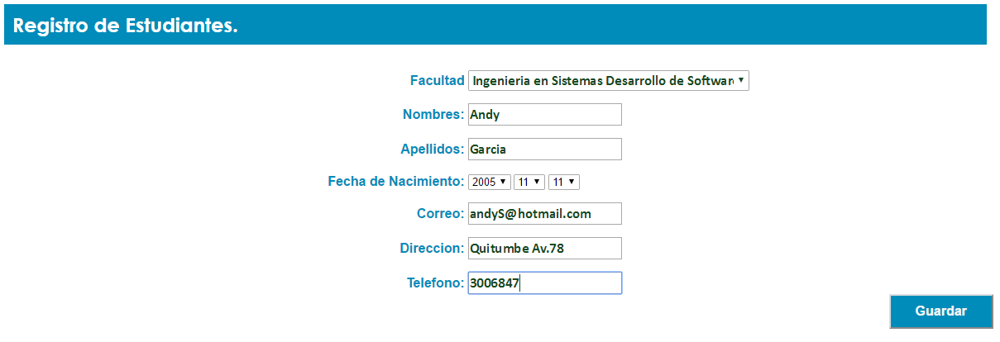 Registro de Estudiantes.
Facultad Ingenieria en Sistemas Desarrollo de Softwar
Nombres: Andy
Apellidos: Garcia
Fecha de Nacimiento: 2005 11 11
Correo: andyS@hotmail.com
Direccion: Quitumbe Av.78
Telefono: 3006847
Guardar